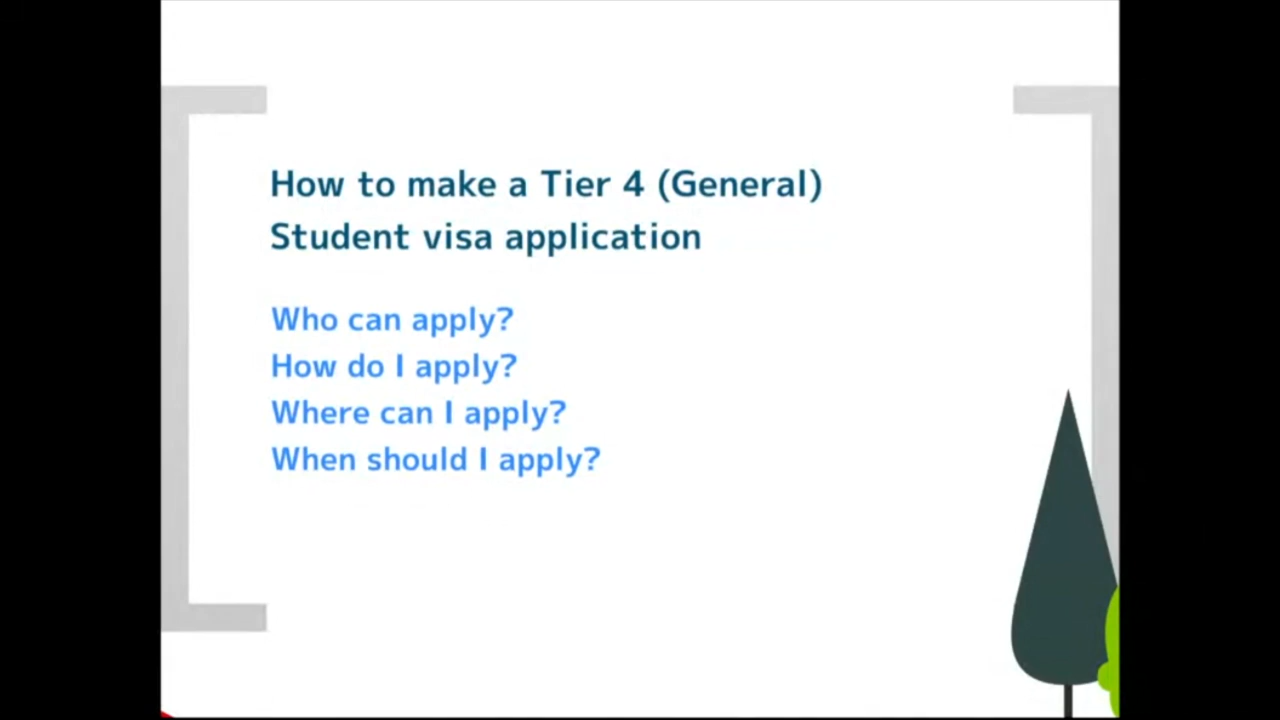 How to make a Tier 4 (General)
Student visa application
Who can apply?
How do I apply?
Where can I apply?
When should I apply?